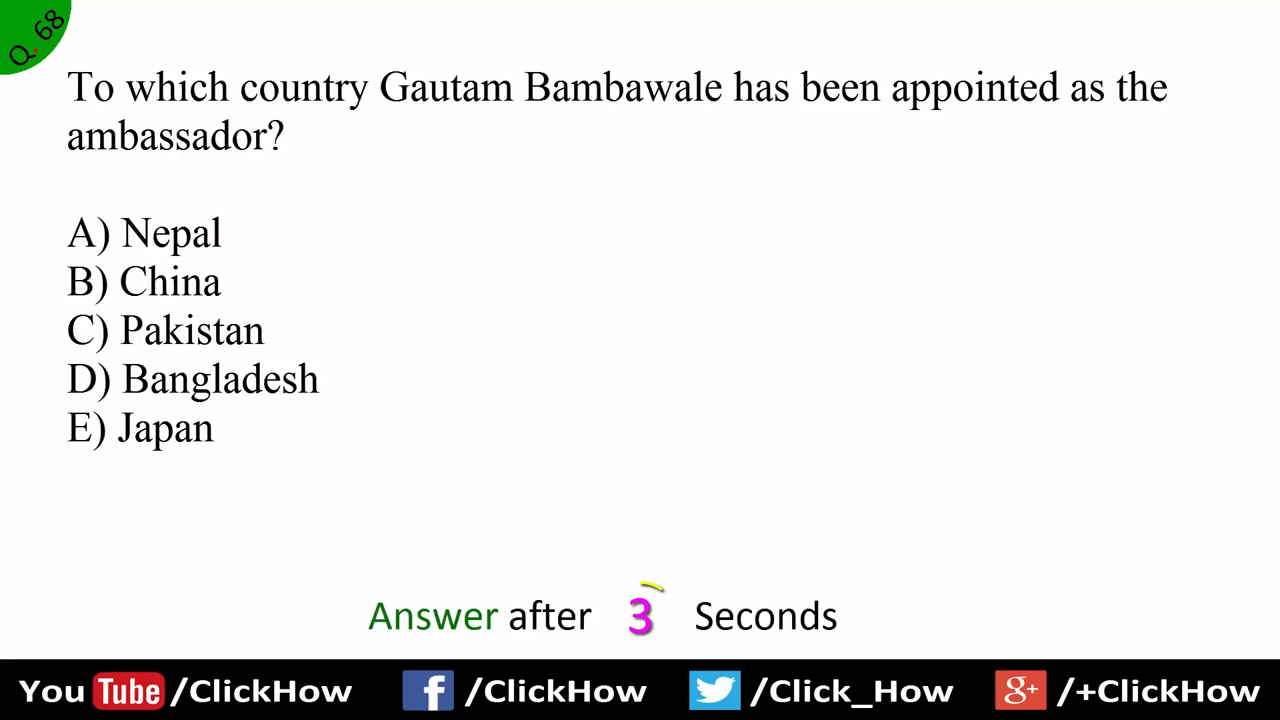 Q. 68
To which country Gautam Bambawale has been appointed as the
ambassador?
A) Nepal
B) China
C) Pakistan
D) Bangladesh
E) Japan
Answer after 3 Seconds
You Tube /ClickHow f /ClickHow /Click_How g+ /+ClickHow